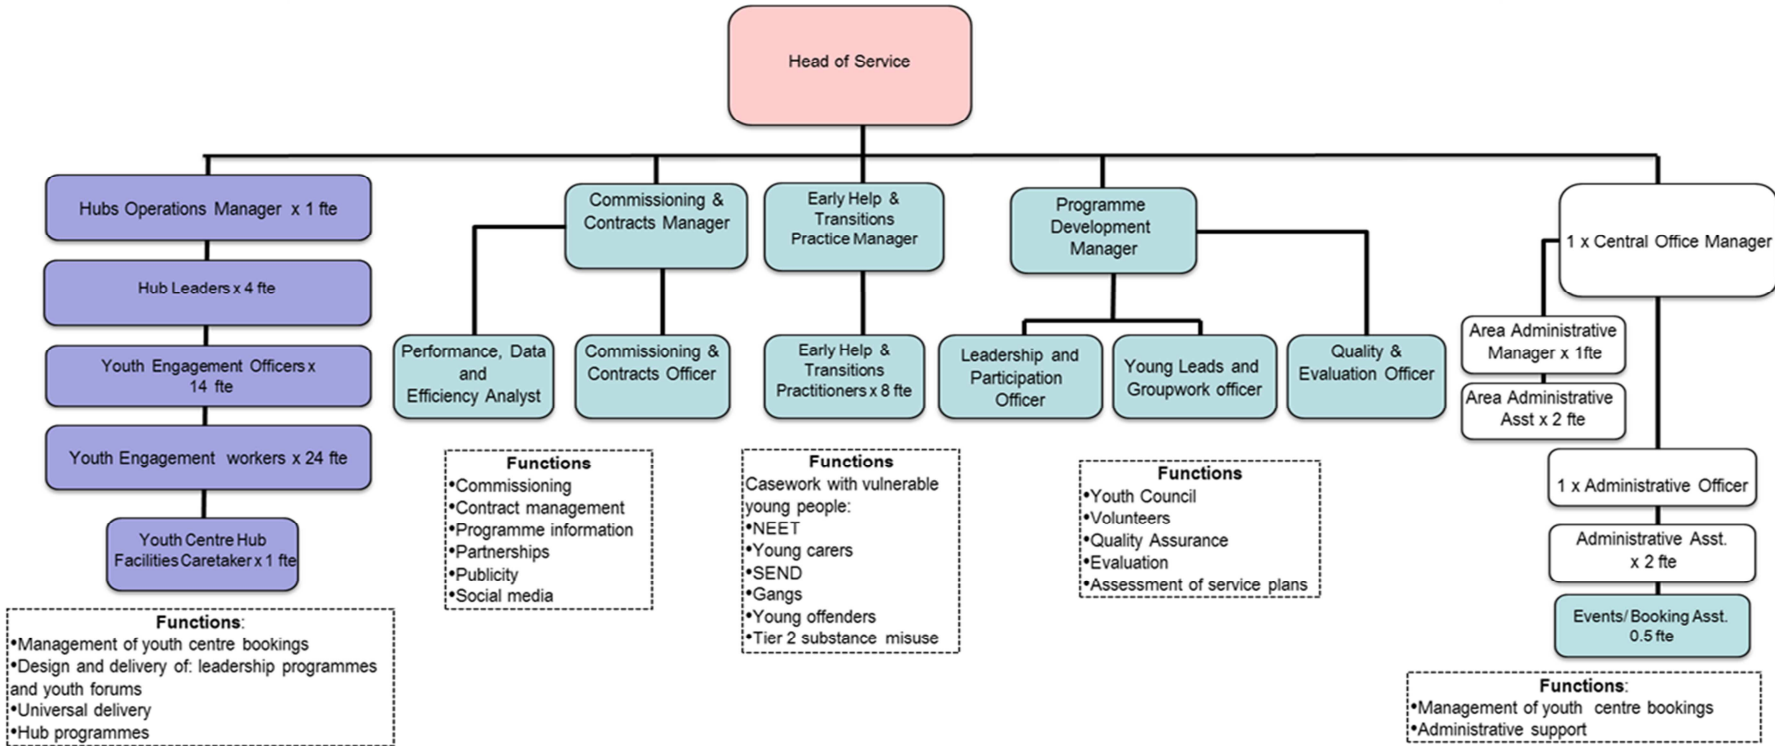 Head of Service
Hubs Operations Manager x 1 fte
Hub Leaders x 4 fte
Youth Engagement Officers x
14 fte
Youth Engagement workers x 24 fte
Youth Centre Hub
Facilities Caretaker x 1 fte
Functions:
•Management of youth centre bookings
•Design and delivery of: leadership programmes
and youth forums
•Universal delivery
•Hub programmes
Commissioning &
Contracts Manager
Performance, Data
and
Efficiency Analyst
Commissioning &
Contracts Officer
Functions
•Commissioning
•Contract management
•Programme information
•Partnerships
•Publicity
•Social media
Early Help &
Transitions
Practice Manager
Early Help &
Transitions
Practitioners x 8 fte
Functions
Casework with vulnerable
young people:
•NEET
•Young carers
•SEND
•Gangs
•Young offenders
•Tier 2 substance misuse
Programme
Development
Manager
Leadership and
Participation
Officer
Young Leads and
Groupwork officer
Quality &
Evaluation Officer
Functions
•Youth Council
•Volunteers
•Quality Assurance
•Evaluation
•Assessment of service plans
1 x Central Office Manager
Area Administrative
Manager x 1fte
Area Administrative
Asst x 2 fte
1 x Administrative Officer
Administrative Asst.
x 2 fte
Events/ Booking Asst.
0.5 fte
Functions:
•Management of youth centre bookings
•Administrative support